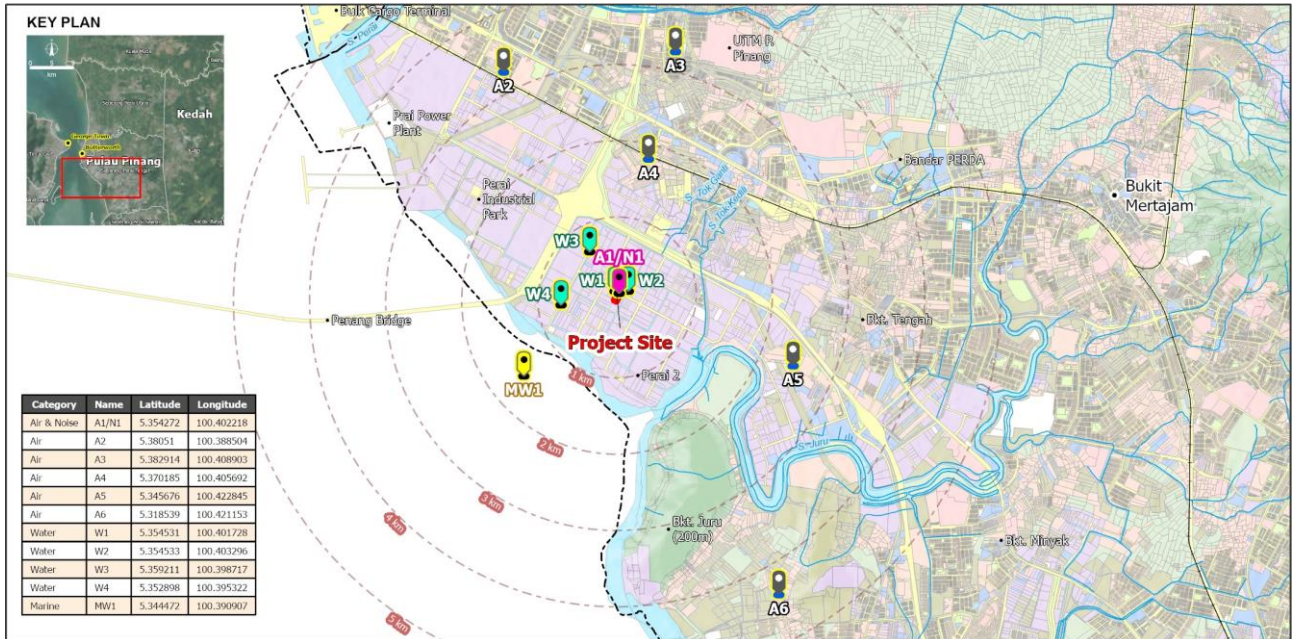 KEY PLAN
0 5
km
Kedah
George Town
Butterworth
Pulau Pinang
Bulk Cargo Terminal
S. Perai
A2
A3
UiTM P.
Pinang
Prai Power
Plant
A4
Bandar PERDA
S. Tok Gana
S. Tok Keda
Perai
Industrial
Park
Bukit
Mertajam
W3
A1/N1
W1
W2
W4
Penang Bridge
Bkt. Tengah
Project Site
MW1
1 km
Perai 2
A5
2 km
S. Juru
3 km
4 km
5 km
Bkt. Juru
(200m)
Bkt. Minyak
A6
Category Name Latitude Longitude
Air & Noise A1/N1 5.354272 100.402218
Air A2 5.38051 100.388504
Air A3 5.382914 100.408903
Air A4 5.370185 100.405692
Air A5 5.345676 100.422845
Air A6 5.318539 100.421153
Water W1 5.354531 100.401728
Water W2 5.354533 100.403296
Water W3 5.359211 100.398717
Water W4 5.352898 100.395322
Marine MW1 5.344472 100.390907